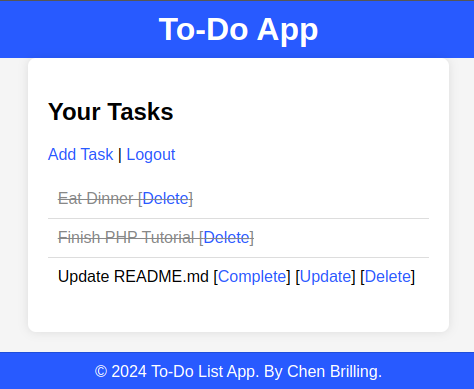 To-Do App
Your Tasks
Add Task | Logout
Eat Dinner [Delete]
Finish PHP Tutorial [Delete]
Update README.md [Complete] [Update] [Delete]
© 2024 To-Do List App. By Chen Brilling.